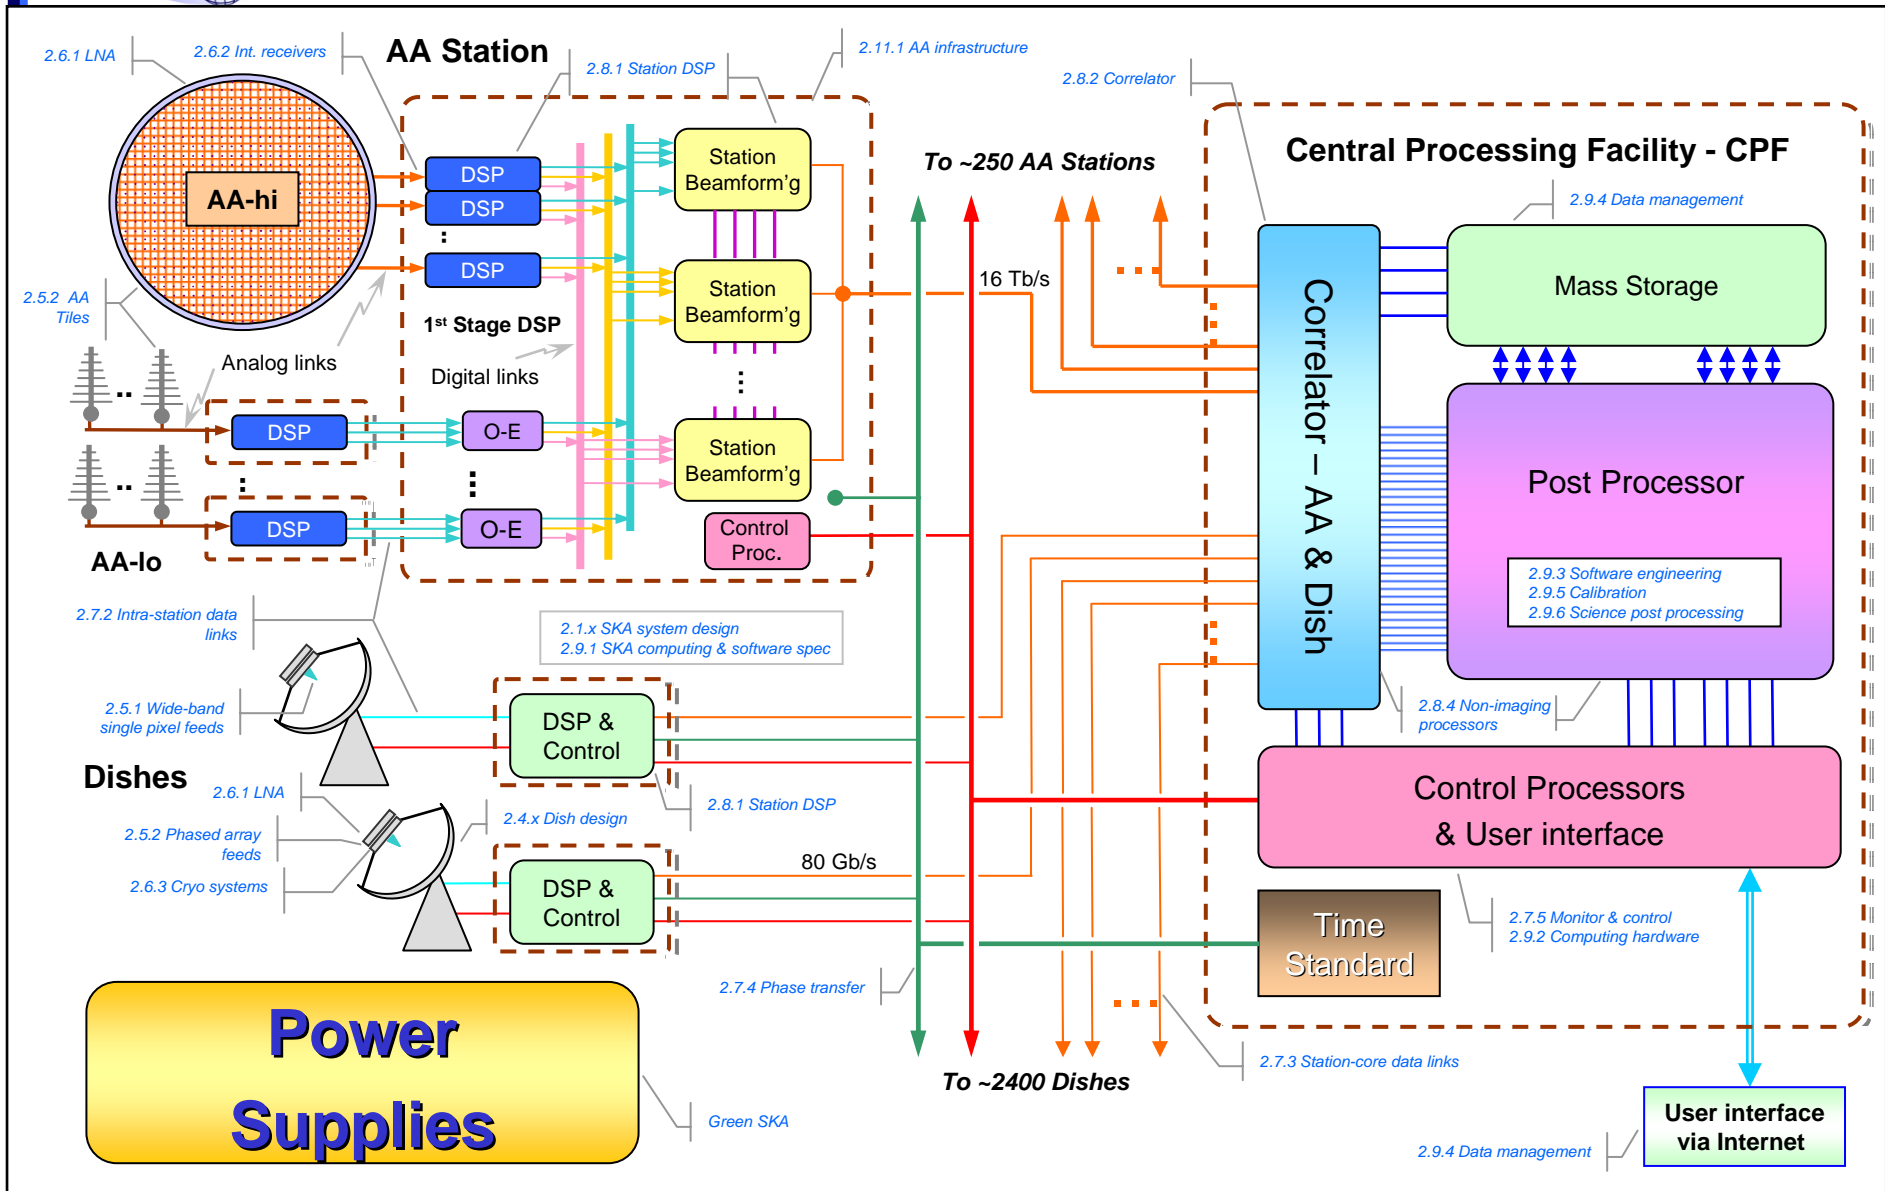 2.6.1 LNA
2.6.2 Int. receivers
AA Station
2.8.1 Station DSP
2.11.1 AA infrastructure
2.8.2 Correlator
AA-hi
DSP
DSP
:
DSP
1st Stage DSP
Digital links
Analog links
2.5.2 AA
Tiles
Station
Beamform'g
Station
Beamform'g
Station
Beamform'g
DSP
O-E
DSP
O-E
AA-lo
Control
Proc.
To ~250 AA Stations
16 Tb/s
Central Processing Facility - CPF
2.9.4 Data management
Mass Storage
Correlator – AA & Dish
Post Processor
2.9.3 Software engineering
2.9.5 Calibration
2.9.6 Science post processing
2.8.4 Non-imaging
processors
Control Processors
& User interface
Time
Standard
2.7.5 Monitor & control
2.9.2 Computing hardware
2.7.2 Intra-station data
links
2.1.x SKA system design
2.9.1 SKA computing & software spec
2.5.1 Wide-band
single pixel feeds
DSP &
Control
Dishes
2.6.1 LNA
2.8.1 Station DSP
2.5.2 Phased array
feeds
2.4.x Dish design
2.6.3 Cryo systems
DSP &
Control
80 Gb/s
2.7.4 Phase transfer
To ~2400 Dishes
2.7.3 Station-core data links
Power
Supplies
Green SKA
User interface
via Internet
2.9.4 Data management